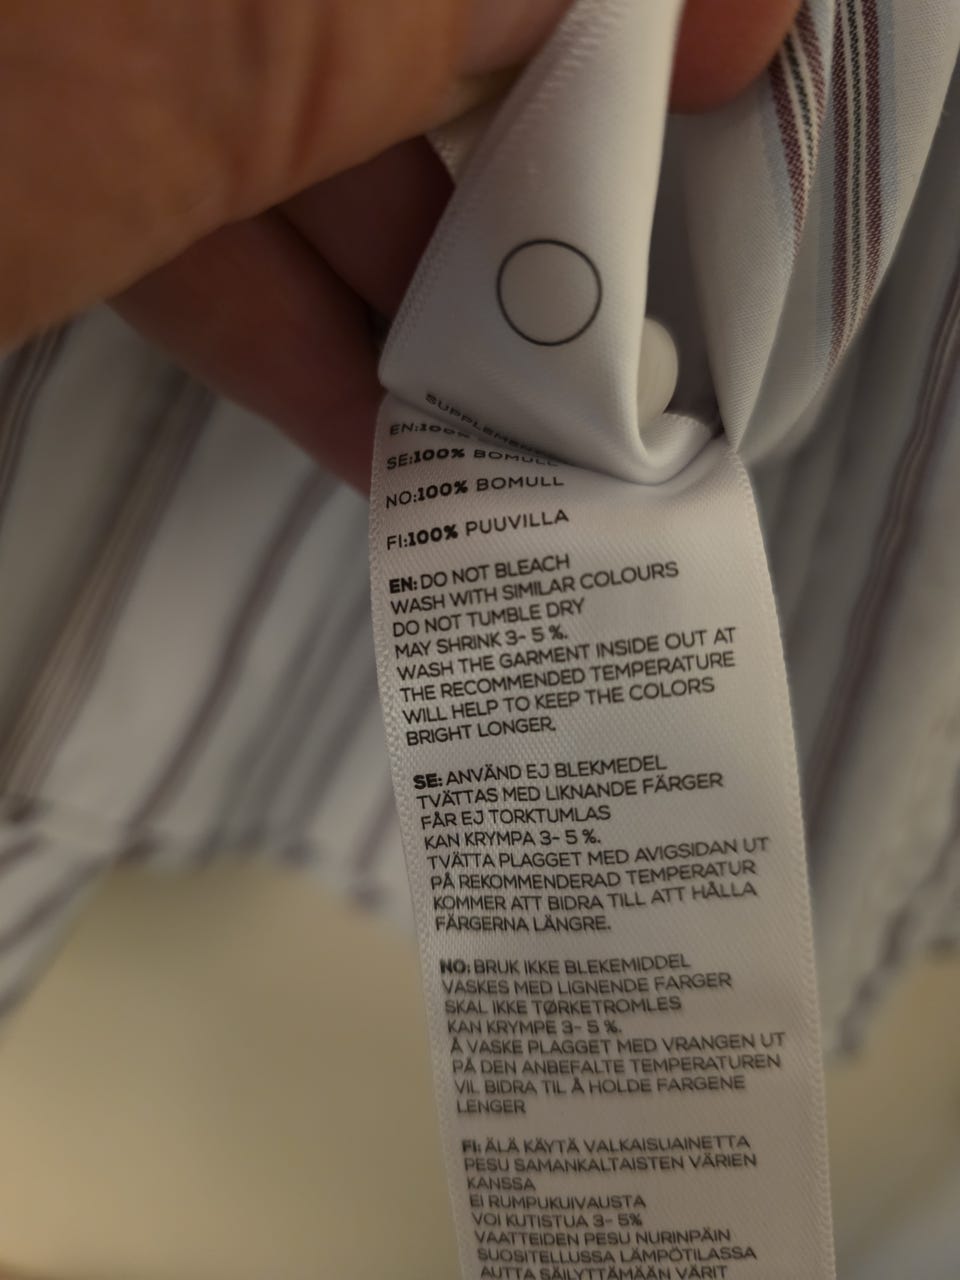 SUPPLEMEN
EN:100%
SE:100% BOMULL
NO:100% BOMULL
FI:100% PUUVILLA
EN: DO NOT BLEACH
WASH WITH SIMILAR COLOURS
DO NOT TUMBLE DRY
MAY SHRINK 3- 5 %.
WASH THE GARMENT INSIDE OUT AT
THE RECOMMENDED TEMPERATURE
WILL HELP TO KEEP THE COLORS
BRIGHT LONGER.
SE: ANVÄND EJ BLEKMEDEL
TVÄTTAS MED LIKNANDE FÄRGER
FÅR EJ TORKTUMLAS
KAN KRYMPA 3- 5 %.
TVÄTTA PLAGGET MED AVIGSIDAN UT
PÅ REKOMMENDERAD TEMPERATUR
KOMMER ATT BIDRA TILL ATT HÅLLA
FÄRGERNA LÄNGRE.
NO: BRUK IKKE BLEKEMIDDEL
VASKES MED LIGNENDE FARGER
SKAL IKKE TØRKETROMLES
KAN KRYMPE 3- 5 %.
Å VASKE PLAGGET MED VRANGEN UT
PÅ DEN ANBEFALTE TEMPERATUREN
VIL BIDRA TIL Å HOLDE FARGENE
LENGER
FI: ÄLÄ KÄYTÄ VALKAISUAINETTA
PESU SAMANKALTAISTEN VÄRIEN
KANSSA
EI RUMPUKUIVAUSTA
VOI KUTISTUA 3- 5%
VAATTEIDEN PESU NURINPÄIN
SUOSITELLUSSA LÄMPÖTILASSA
AUTTA SÄILYTTÄMÄÄN VÄRIT